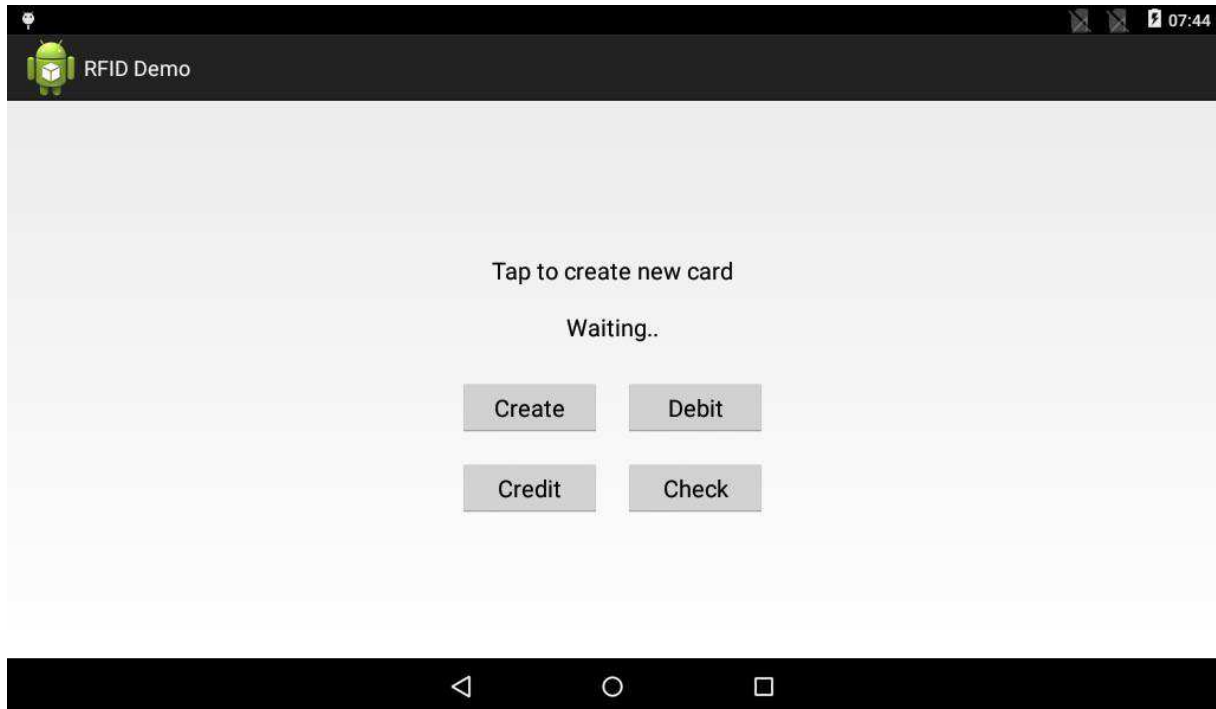 07:44
RFID Demo
Tap to create new card
Waiting..
Create Debit
Credit Check